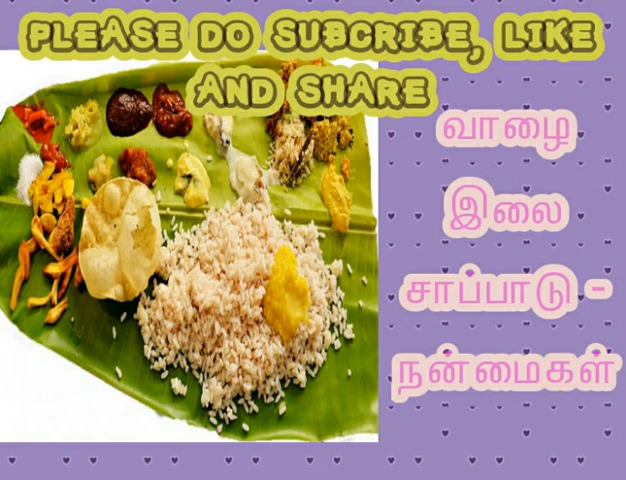 PLEASE DO SUBCRIBE, LIKE
AND SHARE
வாழை
இலை
சாப்பாடு -
நன்மைகள்